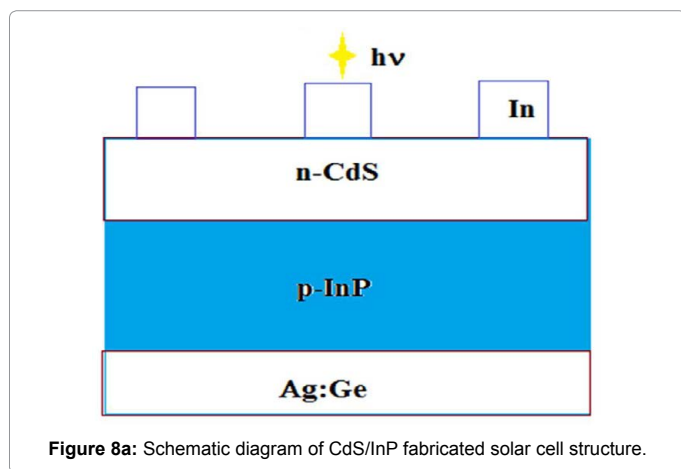 hν
In
n-CdS
p-InP
Ag:Ge
Figure 8a: Schematic diagram of CdS/InP fabricated solar cell structure.